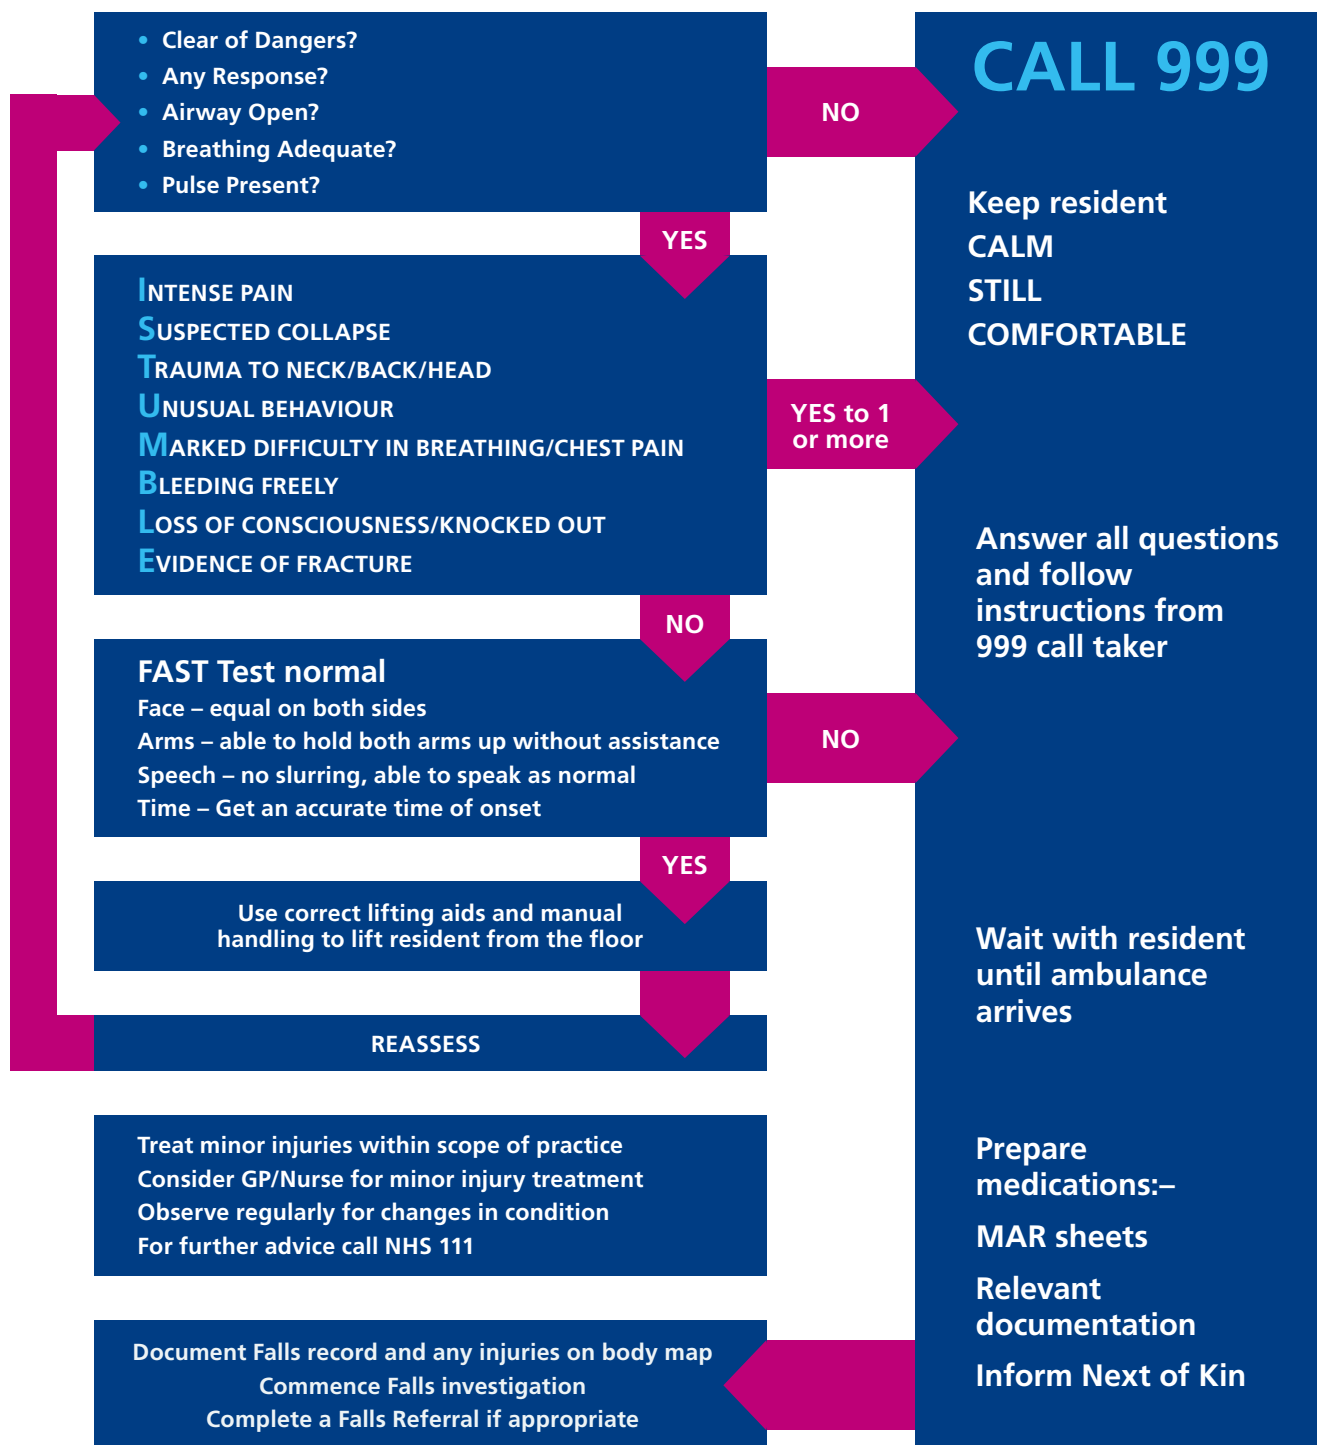 • Clear of Dangers?
• Any Response?
• Airway Open?
• Breathing Adequate?
• Pulse Present?
NO
YES
INTENSE PAIN
SUSPECTED COLLAPSE
TRAUMA TO NECK/BACK/HEAD
UNUSUAL BEHAVIOUR
MARKED DIFFICULTY IN BREATHING/CHEST PAIN
BLEEDING FREELY
LOSS OF CONSCIOUSNESS/KNOCKED OUT
EVIDENCE OF FRACTURE
YES to 1
or more
NO
FAST Test normal
Face – equal on both sides
Arms – able to hold both arms up without assistance
Speech – no slurring, able to speak as normal
Time – Get an accurate time of onset
NO
YES
Use correct lifting aids and manual
handling to lift resident from the floor
REASSESS
Treat minor injuries within scope of practice
Consider GP/Nurse for minor injury treatment
Observe regularly for changes in condition
For further advice call NHS 111
CALL 999
Keep resident
CALM
STILL
COMFORTABLE
Answer all questions
and follow
instructions from
999 call taker
Wait with resident
until ambulance
arrives
Prepare
medications:–
MAR sheets
Relevant
documentation
Inform Next of Kin
Document Falls record and any injuries on body map
Commence Falls investigation
Complete a Falls Referral if appropriate